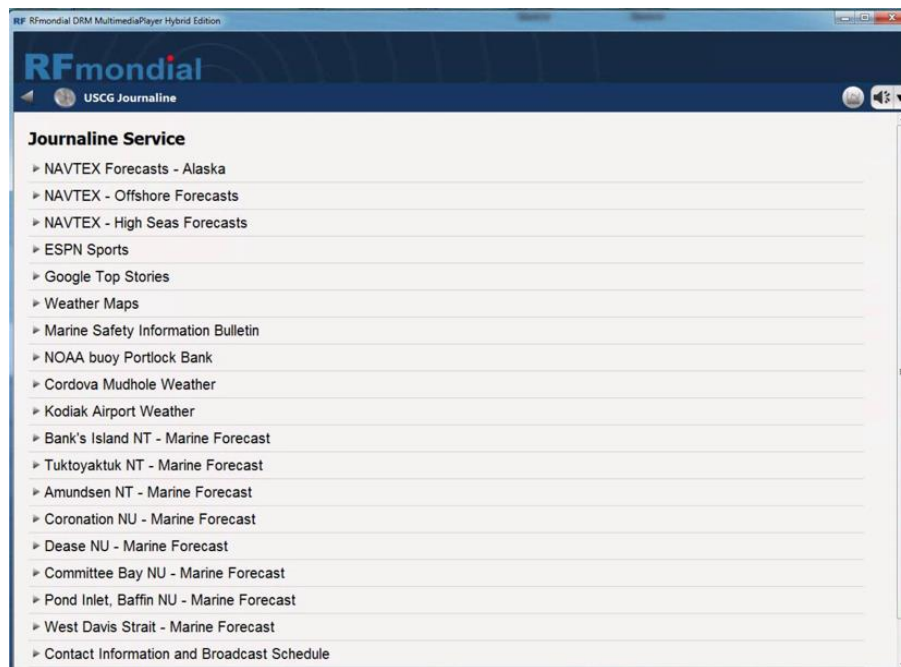 RF RFmondial DRM MultimediaPlayer Hybrid Edition
RFmondial
USCG Journaline
Journaline Service
NAVTEX Forecasts - Alaska
NAVTEX - Offshore Forecasts
NAVTEX - High Seas Forecasts
ESPN Sports
Google Top Stories
Weather Maps
Marine Safety Information Bulletin
NOAA buoy Portlock Bank
Cordova Mudhole Weather
Kodiak Airport Weather
Bank's Island NT - Marine Forecast
Tuktoyaktuk NT - Marine Forecast
Amundsen NT - Marine Forecast
Coronation NU - Marine Forecast
Dease NU - Marine Forecast
Committee Bay NU - Marine Forecast
Pond Inlet, Baffin NU - Marine Forecast
West Davis Strait - Marine Forecast
Contact Information and Broadcast Schedule